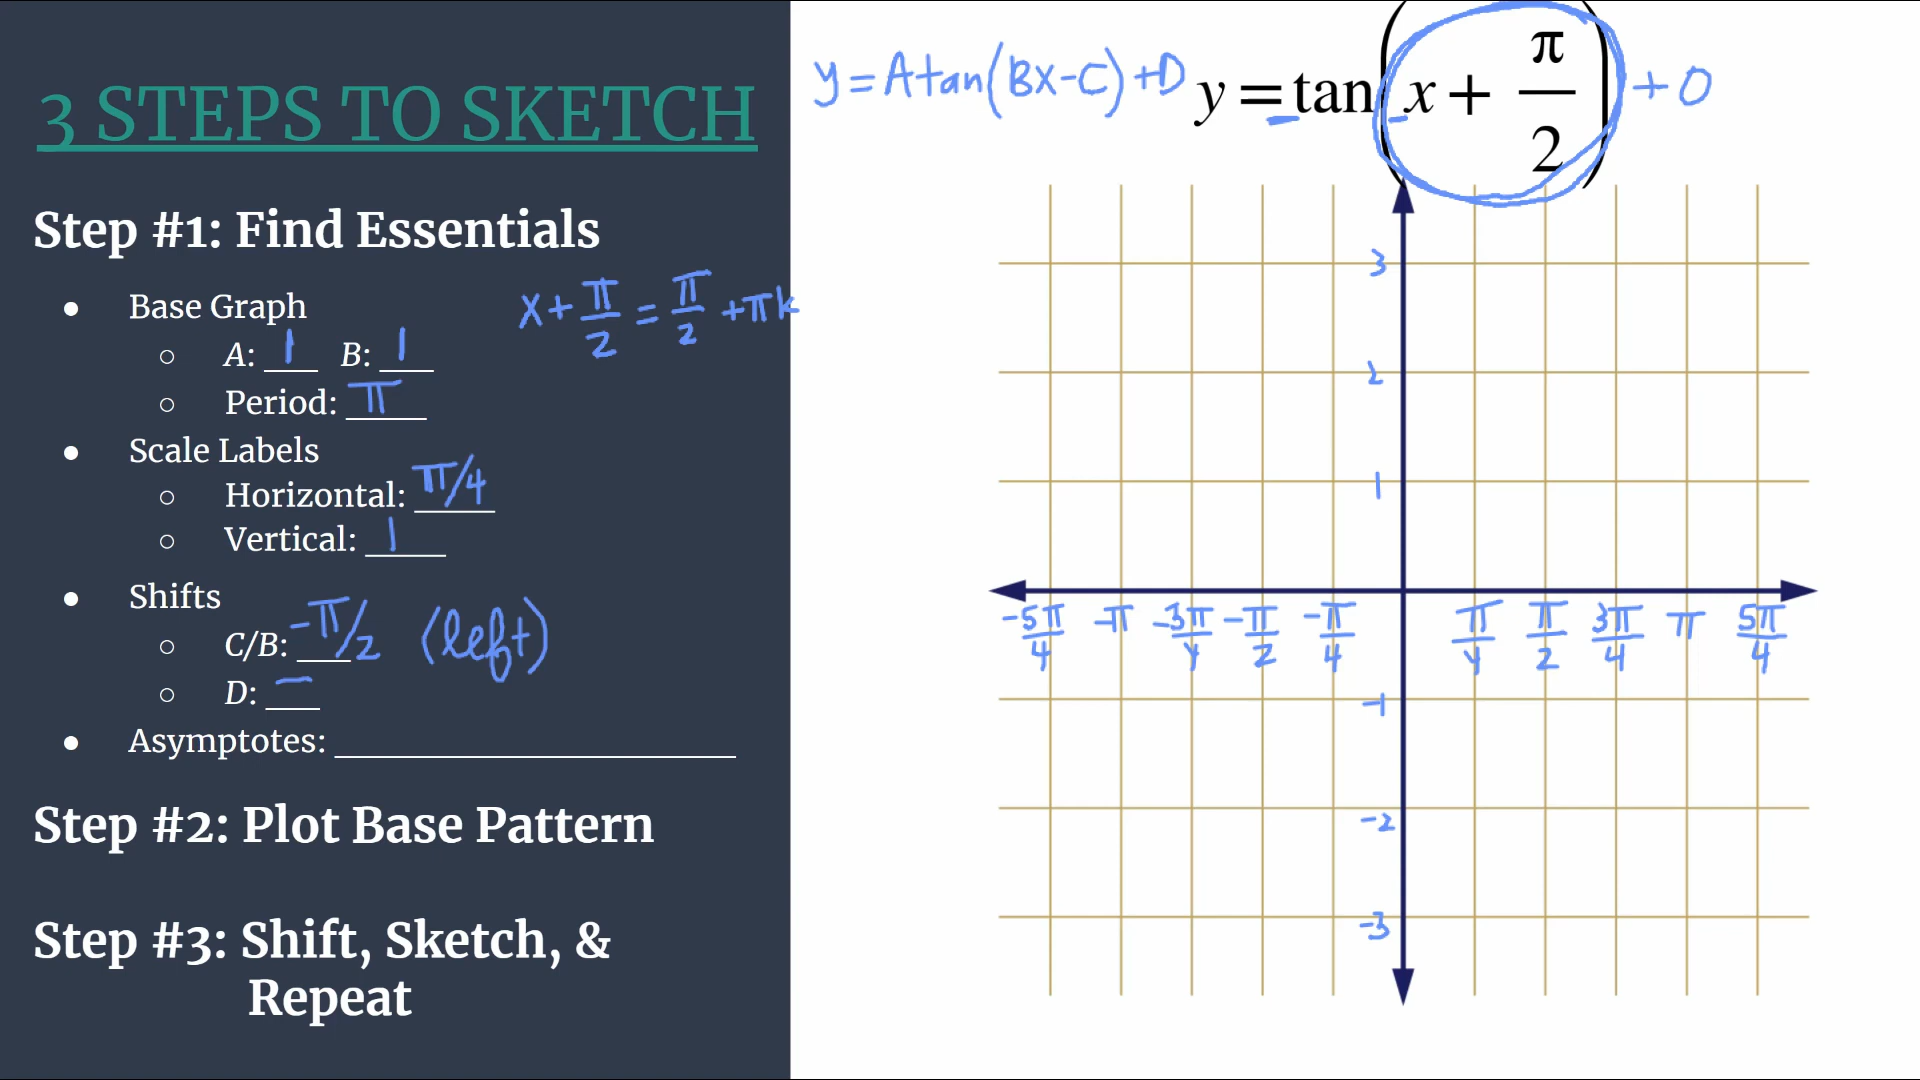 3 STEPS TO SKETCH
Step #1: Find Essentials
● Base Graph
○ A: 1 B: 1
○ Period: π
● Scale Labels
○ Horizontal: π/4
○ Vertical: 1
● Shifts
○ C/B: -π/2 (left)
○ D: —
● Asymptotes: ____
x + π/2 = π/2 + πk
Step #2: Plot Base Pattern
Step #3: Shift, Sketch, &
Repeat
y = A tan(Bx - C) + D
y = tan(x + π/2) + 0
3
2
1
-5π/4 -π -3π/4 -π/2 -π/4 π/4 π/2 3π/4 π 5π/4
-1
-2
-3